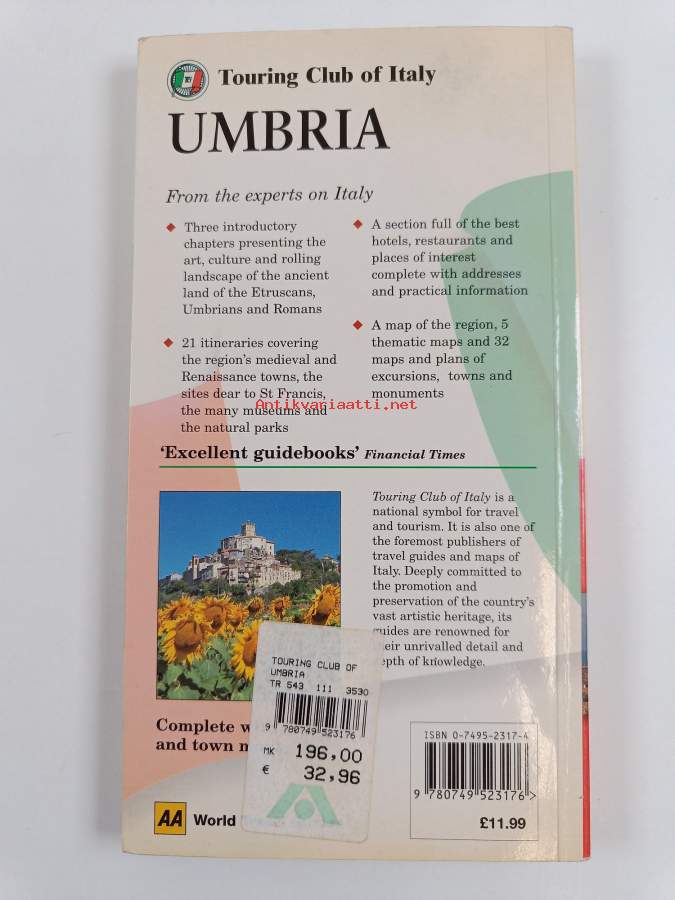 Touring Club of Italy
UMBRIA
From the experts on Italy
Three introductory
chapters presenting the
art, culture and rolling
landscape of the ancient
land of the Etruscans,
Umbrians and Romans
21 itineraries covering
the region's medieval and
Renaissance towns, the
sites dear to St Francis,
the many museums and
the natural parks
A section full of the best
hotels, restaurants and
places of interest
complete with addresses
and practical information
A map of the region, 5
thematic maps and 32
maps and plans of
excursions, towns and
monuments
Antikvariaatti.net
'Excellent guidebooks' Financial Times
Touring Club of Italy is a
national symbol for travel
and tourism. It is also one of
the foremost publishers of
travel guides and maps of
Italy. Deeply committed to
the promotion and
preservation of the country's
vast artistic heritage, its
guides are renowned for
their unrivalled detail and
depth of knowledge.
TOURING CLUB OF
UMBRIA
TR 543 111 3530
9 780749 523176
MK 196,00
€ 32,96
Complete
and town
ISBN 0-7495-2317-4
9 780749 523176 >
£11.99
AA World